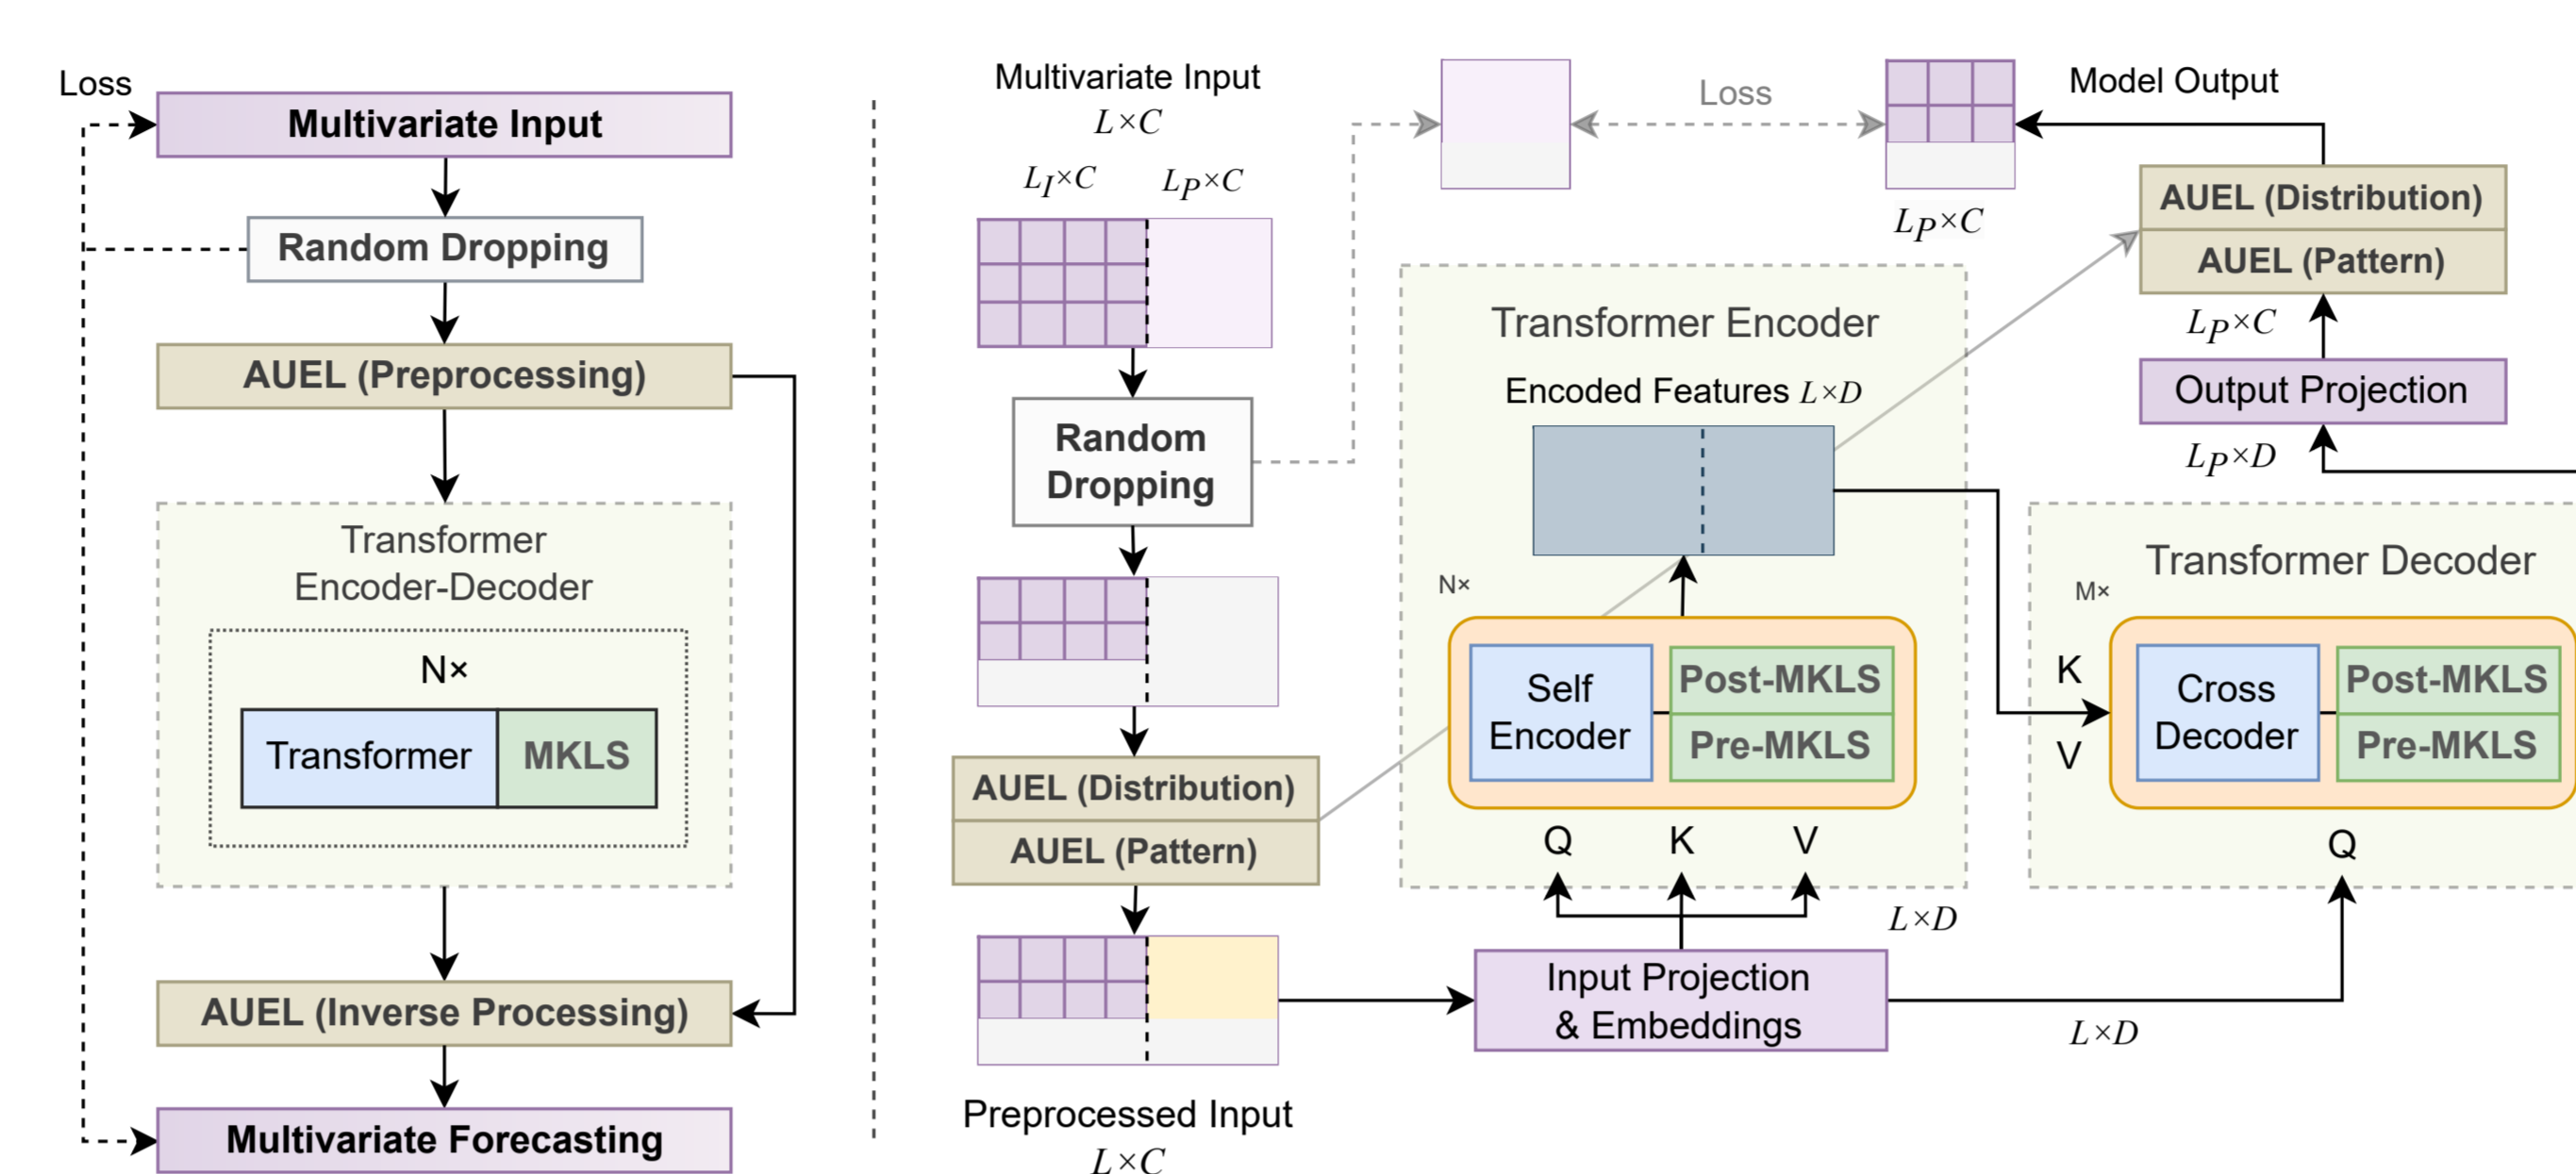 Loss
Multivariate Input
Random Dropping
AUEL (Preprocessing)
Transformer
Encoder-Decoder
N×
Transformer
MKLS
AUEL (Inverse Processing)
Multivariate Forecasting
Multivariate Input
L×C
L_I×C
L_P×C
Random
Dropping
AUEL (Distribution)
AUEL (Pattern)
Preprocessed Input
L×C
Loss
Model Output
L_P×C
AUEL (Distribution)
AUEL (Pattern)
L_P×C
Output Projection
L_P×D
Transformer Encoder
Encoded Features L×D
N×
Self
Encoder
Post-MKLS
Pre-MKLS
Q
K
V
L×D
Input Projection
& Embeddings
L×D
Transformer Decoder
M×
K
V
Cross
Decoder
Post-MKLS
Pre-MKLS
Q